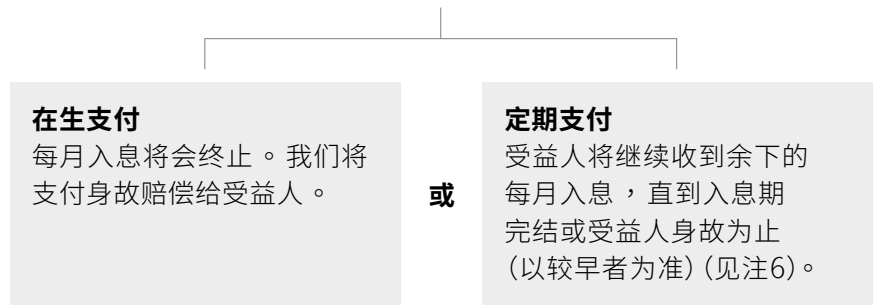 在生支付
每月入息将会终止。我们将
支付身故赔偿给受益人。
或
定期支付
受益人将继续收到余下的
每月入息，直到入息期
完结或受益人身故为止
（以较早者为准）（见注6）。